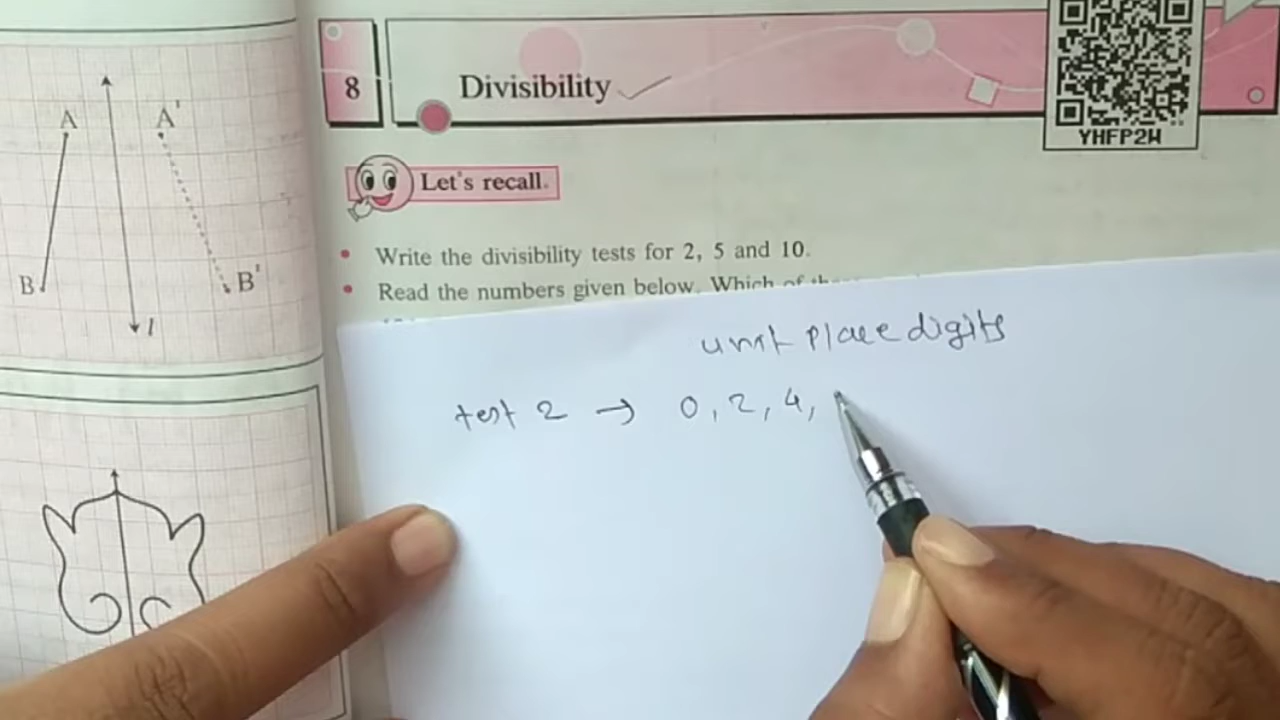 8 Divisibility
YHFP2W
A A'
Let's recall.
• Write the divisibility tests for 2, 5 and 10.
B B'
• Read the numbers given below. Which of
l
unit place digits
test 2 → 0, 2, 4,